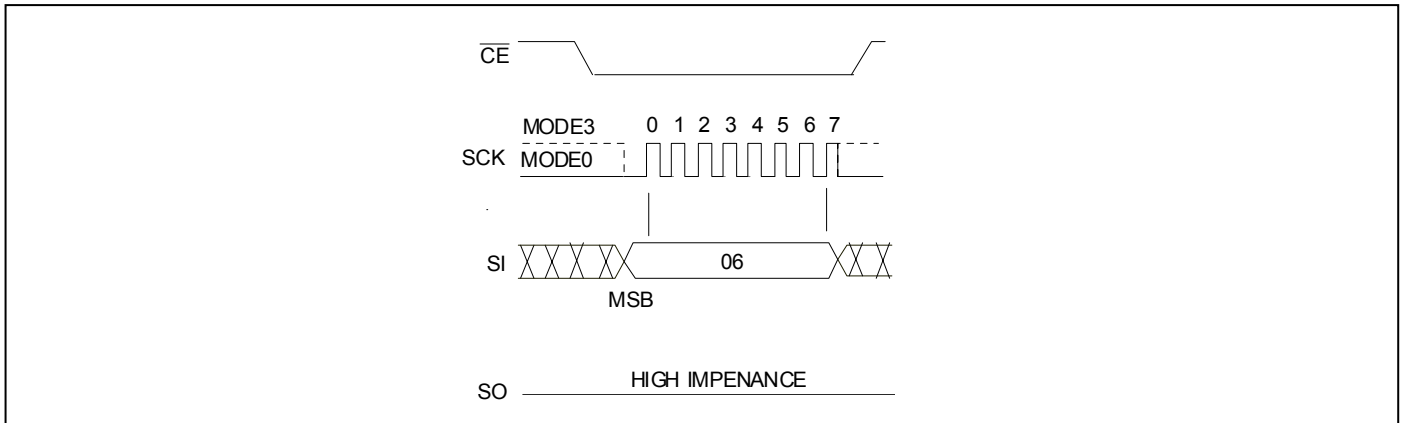 CE
MODE3 0 1 2 3 4 5 6 7
SCK MODE0
SI 06
MSB
HIGH IMPENANCE
SO